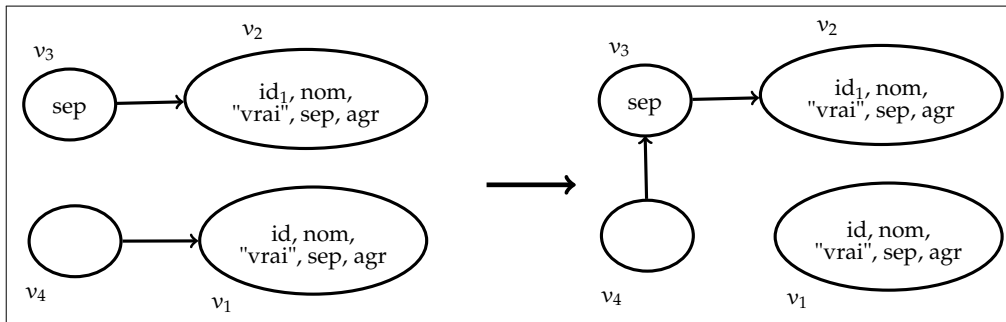 v₃
v₂
sep
id₁, nom,
"vrai", sep, agr
v₄
v₁
id, nom,
"vrai", sep, agr
v₃
v₂
sep
id₁, nom,
"vrai", sep, agr
v₄
v₁
id, nom,
"vrai", sep, agr